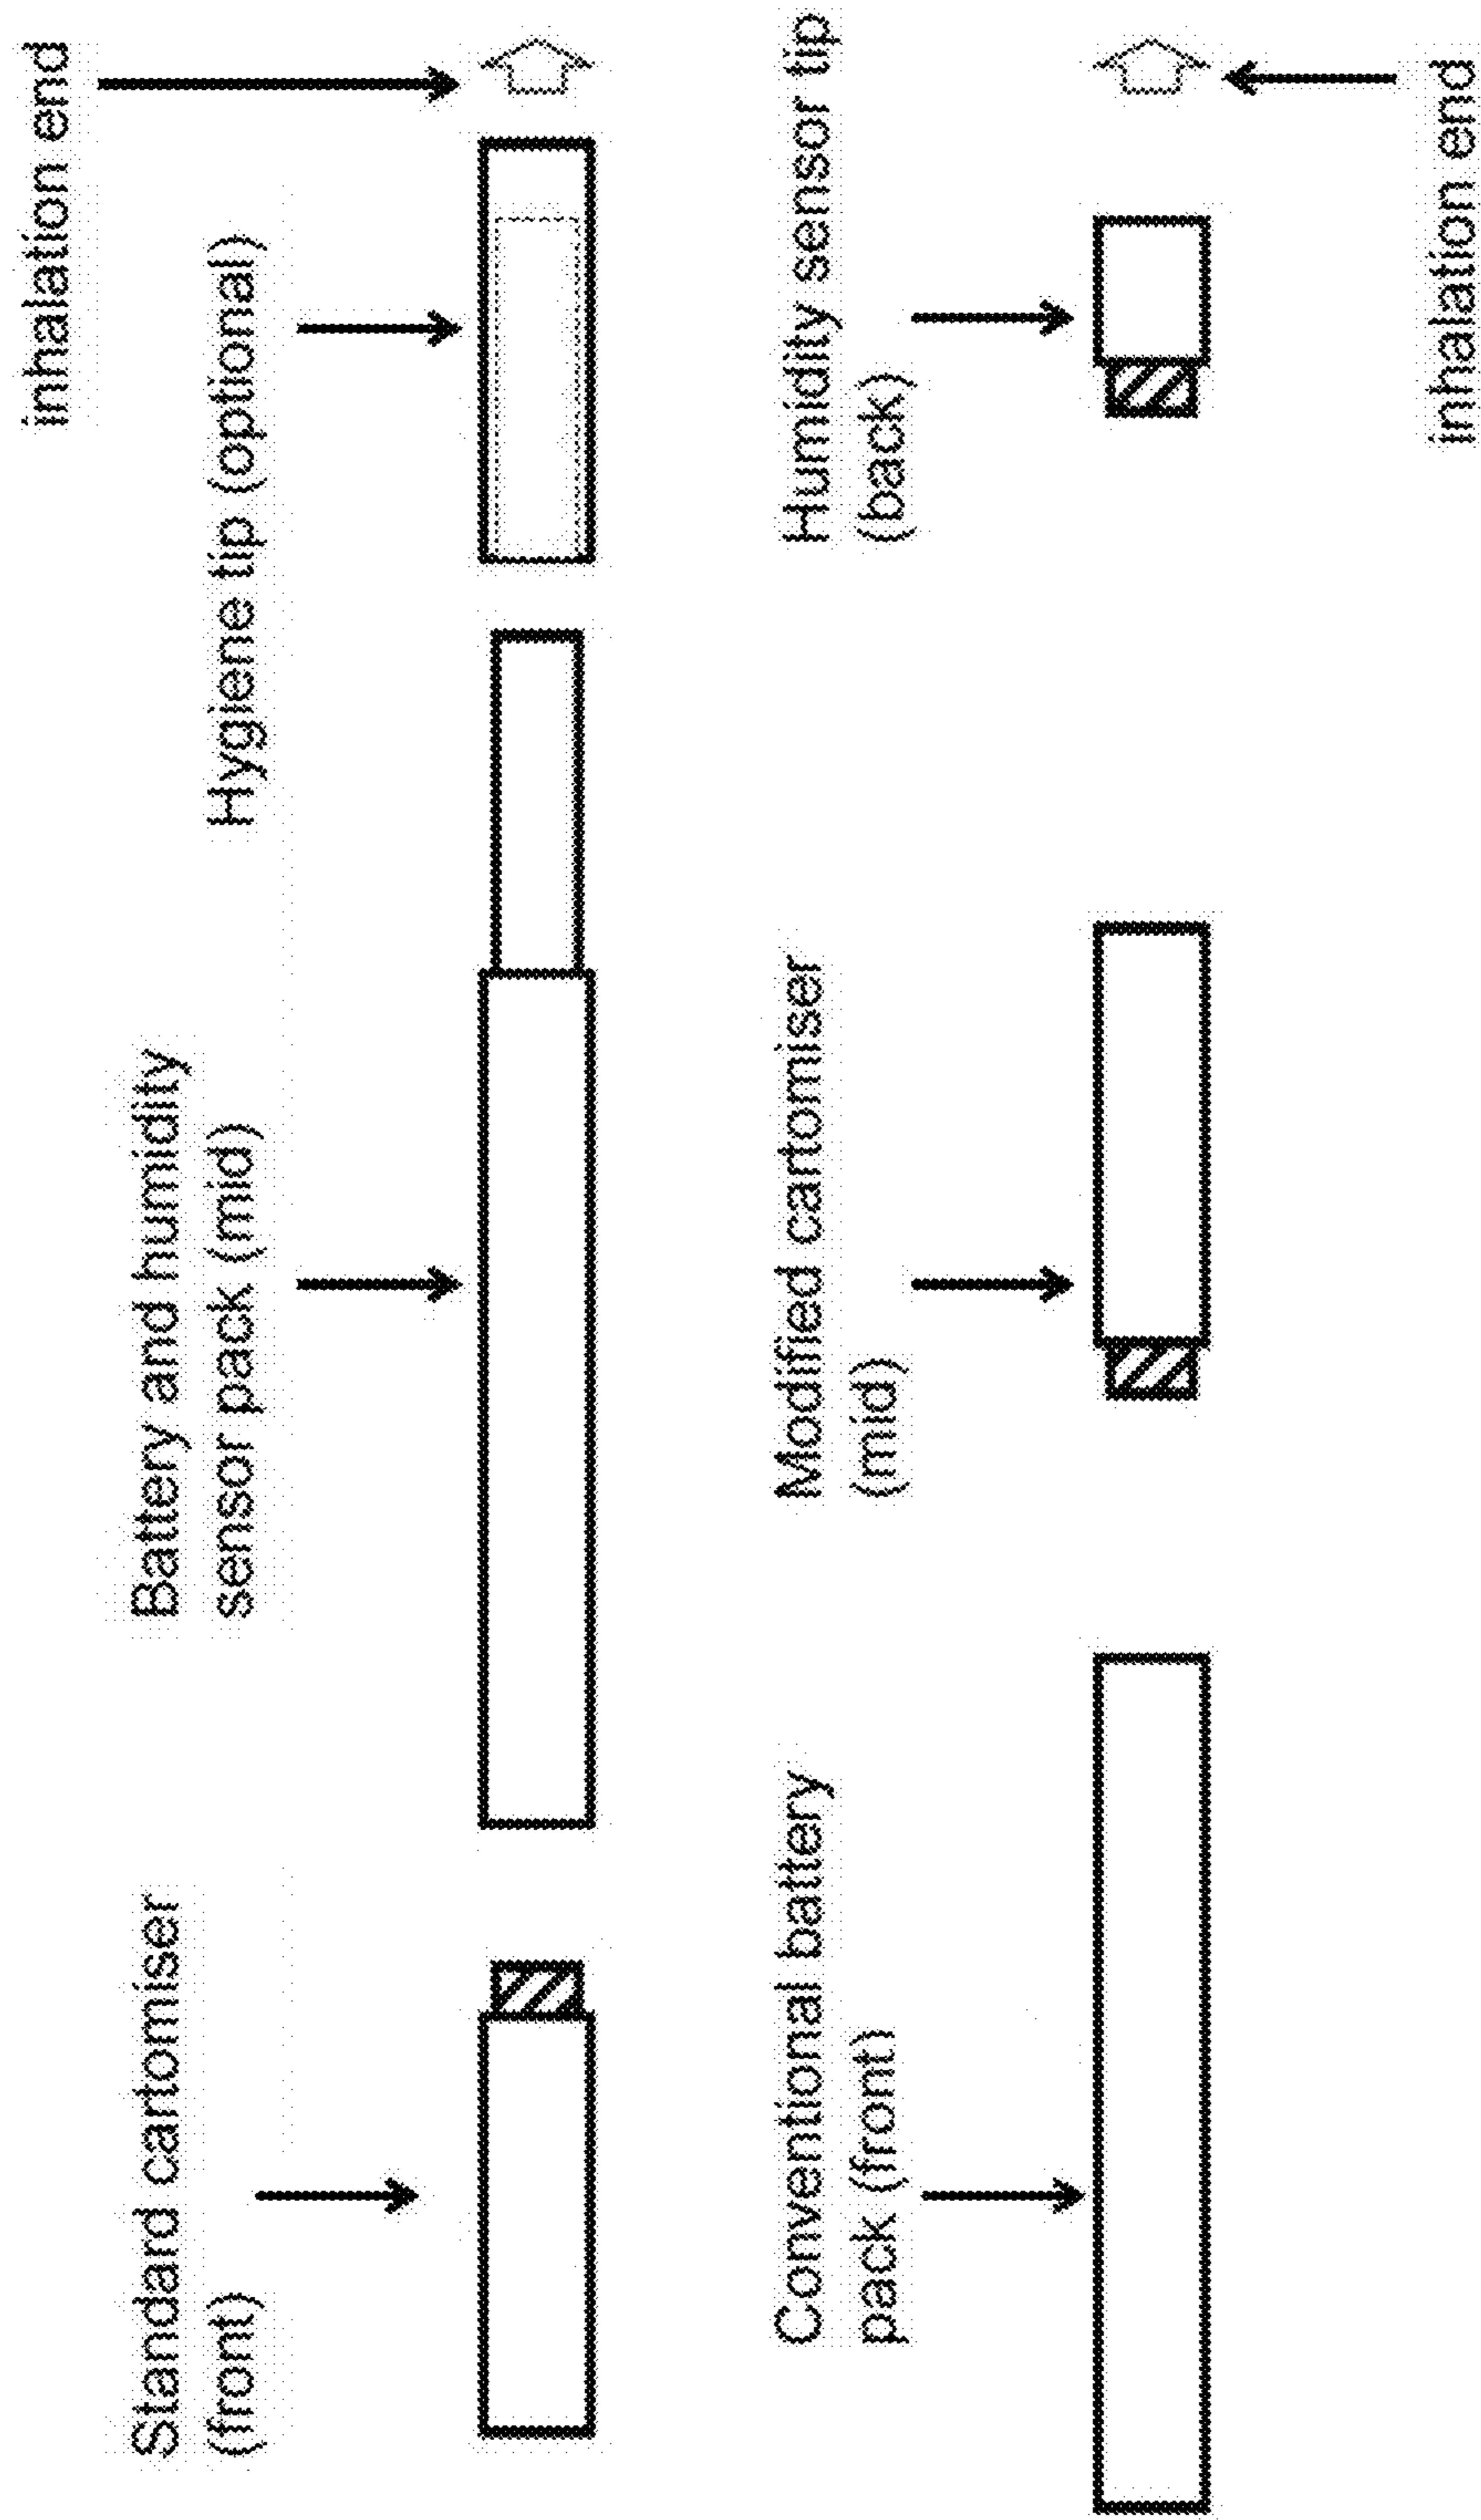 inhalation end
Standard cartomiser
(front)
Battery and humidity
sensor pack (mid)
Hygiene tip (optional)
Conventional battery
pack (front)
Modified cartomiser
(mid)
Humidity sensor tip
(back)
inhalation end